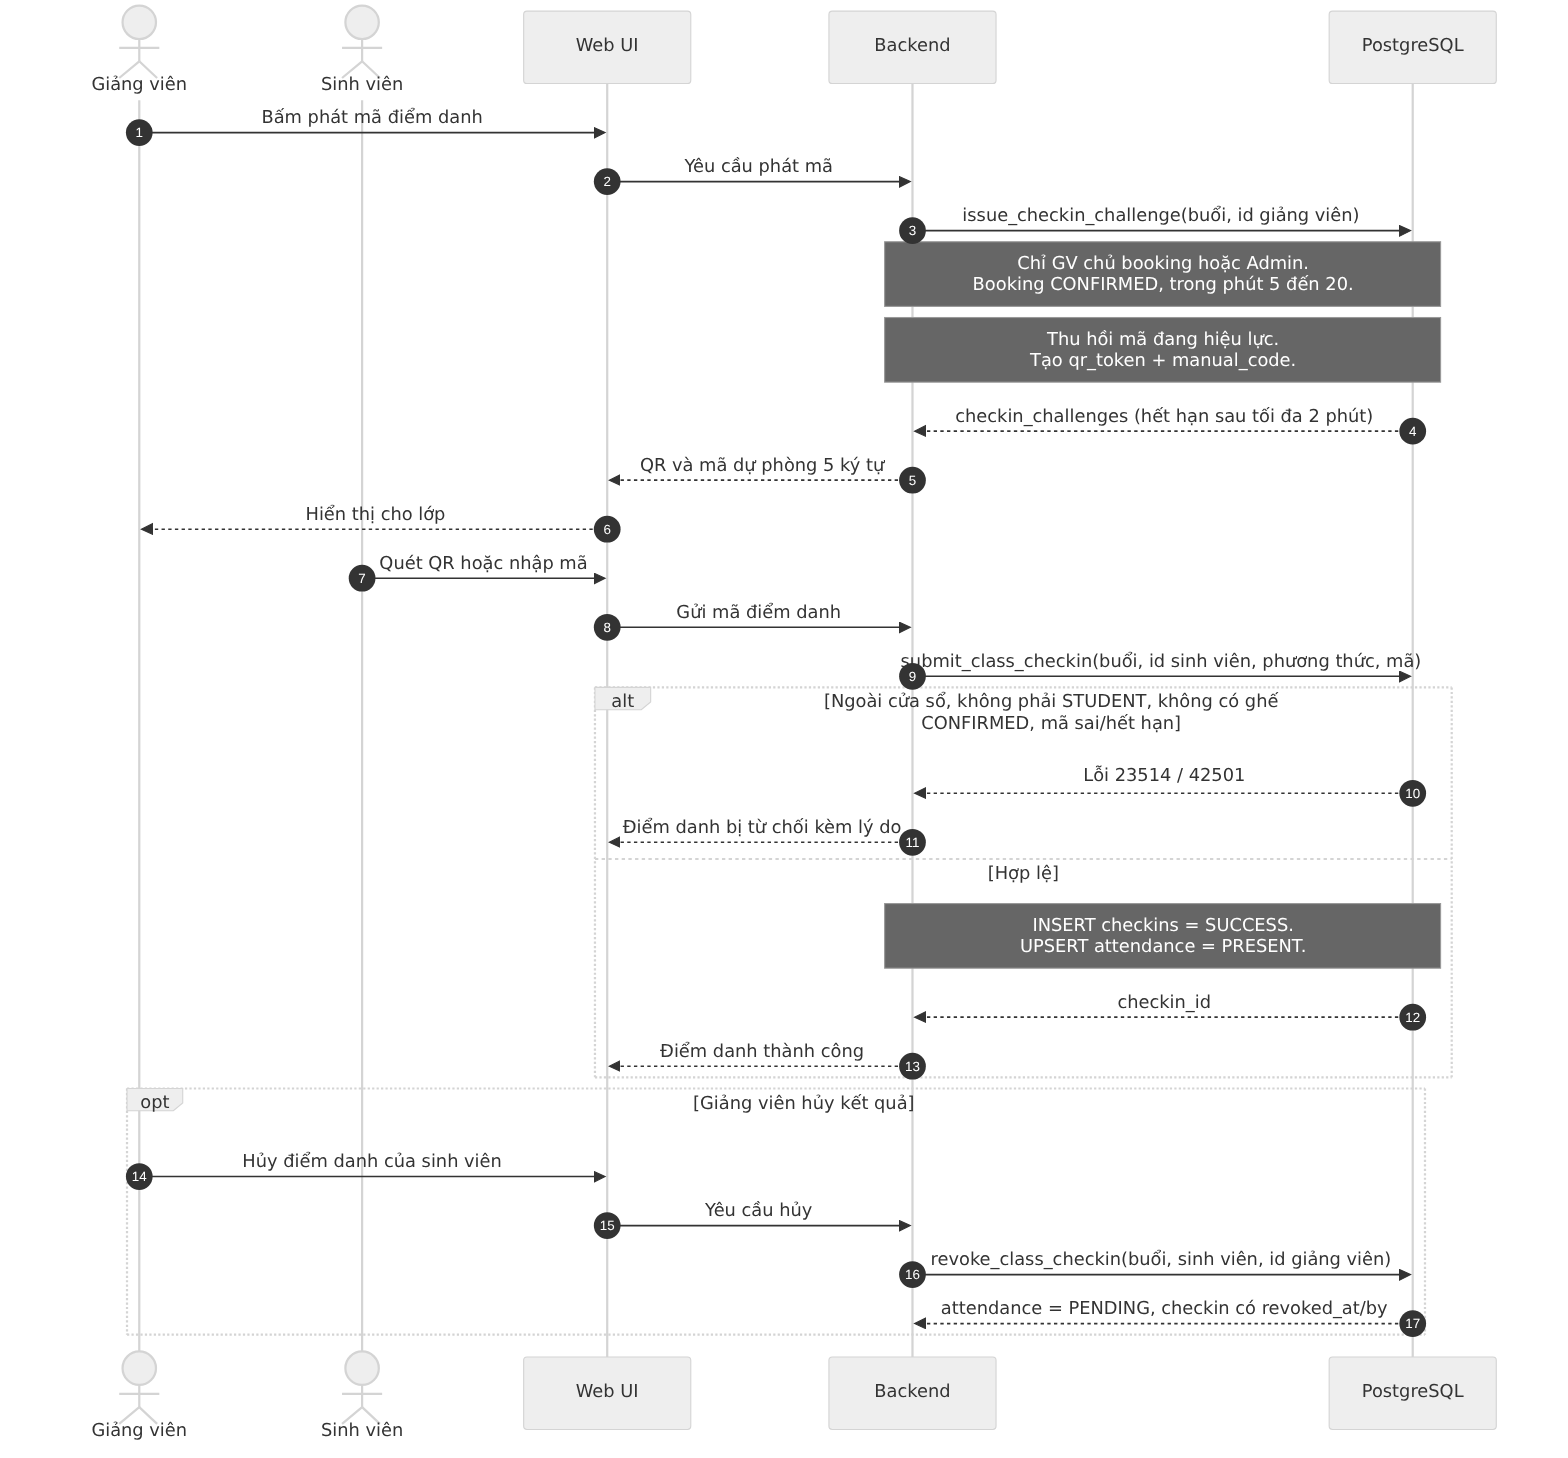 Giảng viên
Sinh viên
Web UI
Backend
PostgreSQL
Bấm phát mã điểm danh
1
Yêu cầu phát mã
2
issue_checkin_challenge(buổi, id giảng viên)
3
Chỉ GV chủ booking hoặc Admin.
Booking CONFIRMED, trong phút 5 đến 20.
Thu hồi mã đang hiệu lực.
Tạo qr_token + manual_code.
checkin_challenges (hết hạn sau tối đa 2 phút)
4
QR và mã dự phòng 5 ký tự
5
Hiển thị cho lớp
6
Quét QR hoặc nhập mã
7
Gửi mã điểm danh
8
submit_class_checkin(buổi, id sinh viên, phương thức, mã)
9
alt
[Ngoài cửa sổ, không phải STUDENT, không có ghế
CONFIRMED, mã sai/hết hạn]
Lỗi 23514 / 42501
10
Điểm danh bị từ chối kèm lý do
11
[Hợp lệ]
INSERT checkins = SUCCESS.
UPSERT attendance = PRESENT.
checkin_id
12
Điểm danh thành công
13
opt
[Giảng viên hủy kết quả]
Hủy điểm danh của sinh viên
14
Yêu cầu hủy
15
revoke_class_checkin(buổi, sinh viên, id giảng viên)
16
attendance = PENDING, checkin có revoked_at/by
17
Giảng viên
Sinh viên
Web UI
Backend
PostgreSQL